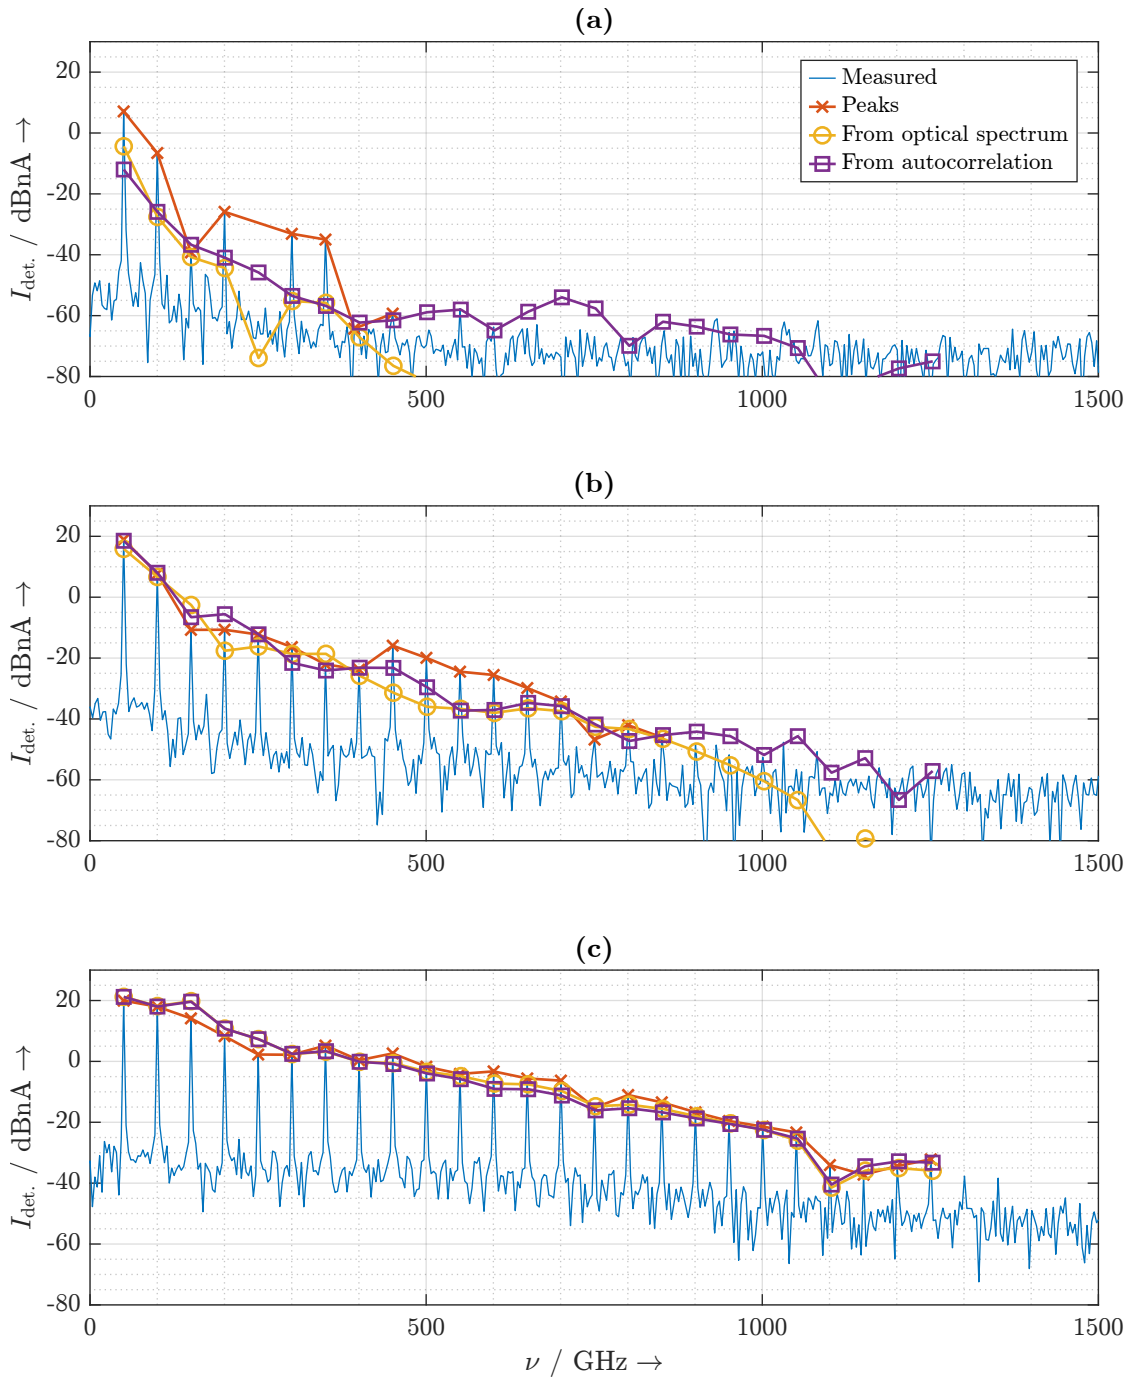 (a)
20
0
-20
-40
-60
-80
I_det. / dBnA →
Measured
Peaks
From optical spectrum
From autocorrelation
0 500 1000 1500
(b)
20
0
-20
-40
-60
-80
I_det. / dBnA →
0 500 1000 1500
(c)
20
0
-20
-40
-60
-80
I_det. / dBnA →
0 500 1000 1500
ν / GHz →